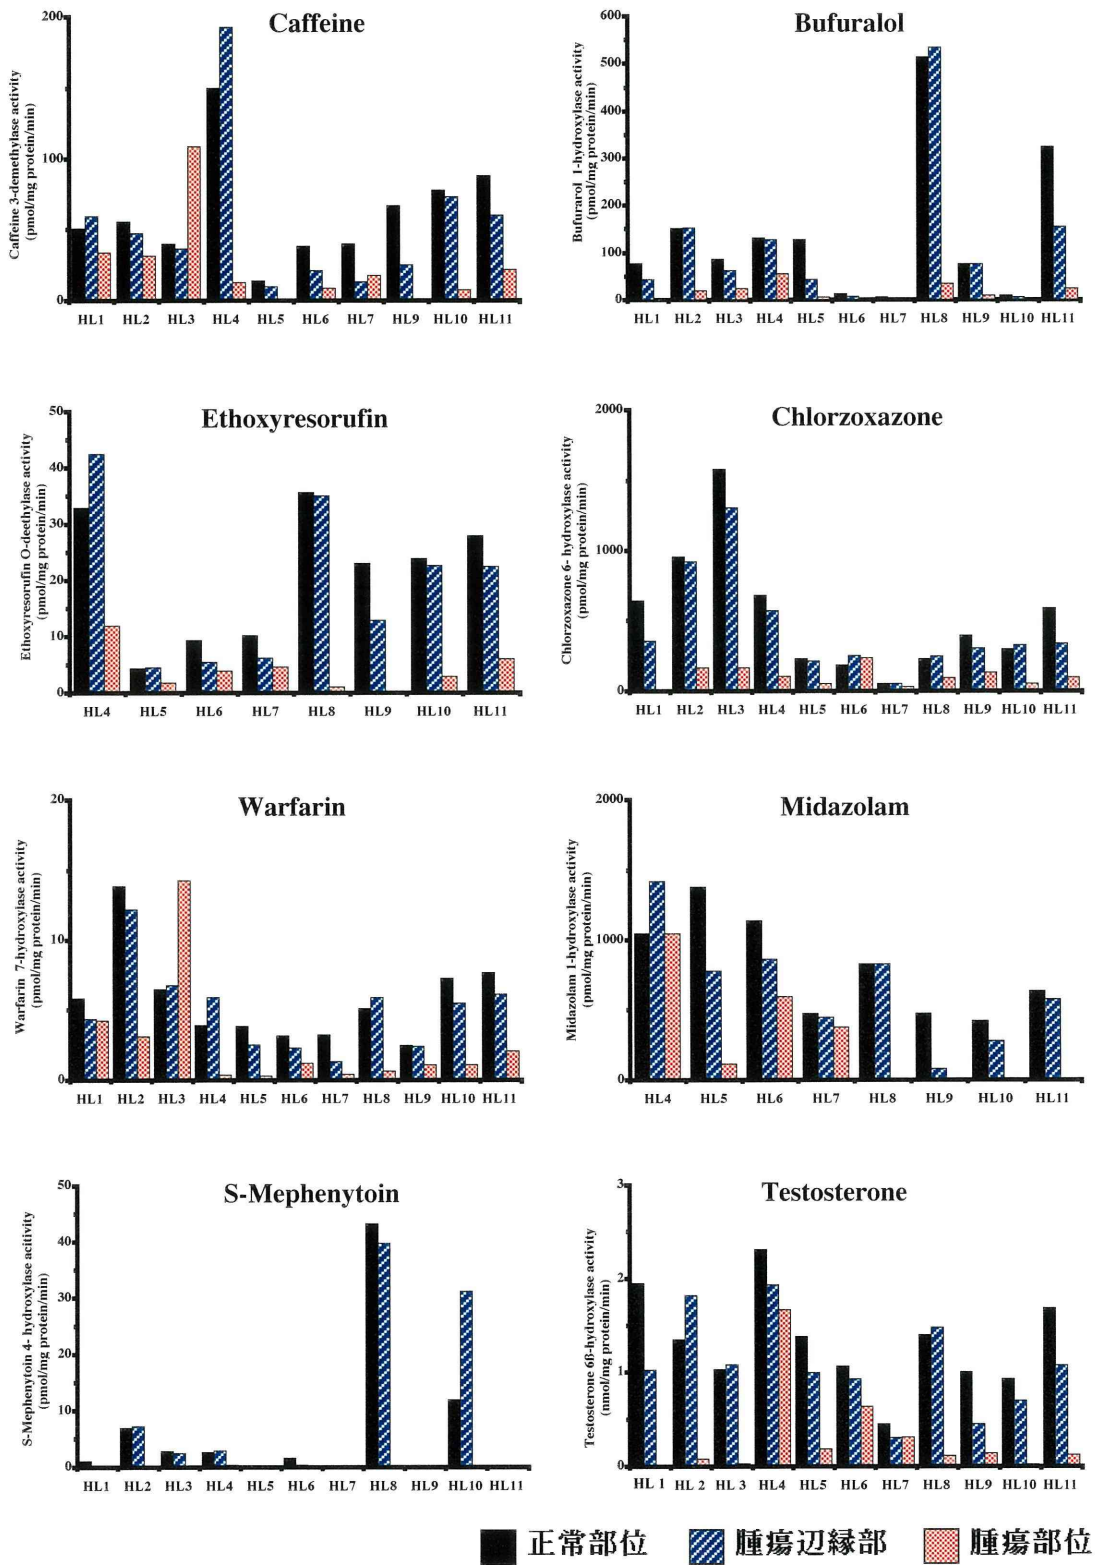 Caffeine
Caffeine 3-demethylase activity
(pmol/mg protein/min)
200
100
0
HL1 HL2 HL3 HL4 HL5 HL6 HL7 HL9 HL10 HL11
Bufuralol
Bufurarol 1-hydroxylase activity
(pmol/mg protein/min)
600
500
400
300
200
100
0
HL1 HL2 HL3 HL4 HL5 HL6 HL7 HL8 HL9 HL10 HL11
Ethoxyresorufin
Ethoxyresorufin O-deethylase activity
(pmol/mg protein/min)
50
40
30
20
10
0
HL4 HL5 HL6 HL7 HL8 HL9 HL10 HL11
Chlorzoxazone
Chlorzoxazone 6- hydroxylase activity
(pmol/mg protein/min)
2000
1000
0
HL1 HL2 HL3 HL4 HL5 HL6 HL7 HL8 HL9 HL10 HL11
Warfarin
Warfarin 7-hydroxylase activity
(pmol/mg protein/min)
20
10
0
HL1 HL2 HL3 HL4 HL5 HL6 HL7 HL8 HL9 HL10 HL11
Midazolam
Midazolam 1-hydroxylase activity
(pmol/mg protein/min)
2000
1000
0
HL4 HL5 HL6 HL7 HL8 HL9 HL10 HL11
S-Mephenytoin
S-Mephenytoin 4- hydroxylase acitivity
(pmol/mg protein/min)
50
40
30
20
10
0
HL1 HL2 HL3 HL4 HL5 HL6 HL7 HL8 HL9 HL10 HL11
Testosterone
Testosterone 6ß-hydroxylase activity
(nmol/mg protein/min)
3
2
1
0
HL 1 HL 2 HL 3 HL4 HL5 HL6 HL7 HL8 HL9 HL10 HL11
正常部位 腫瘍辺縁部 腫瘍部位